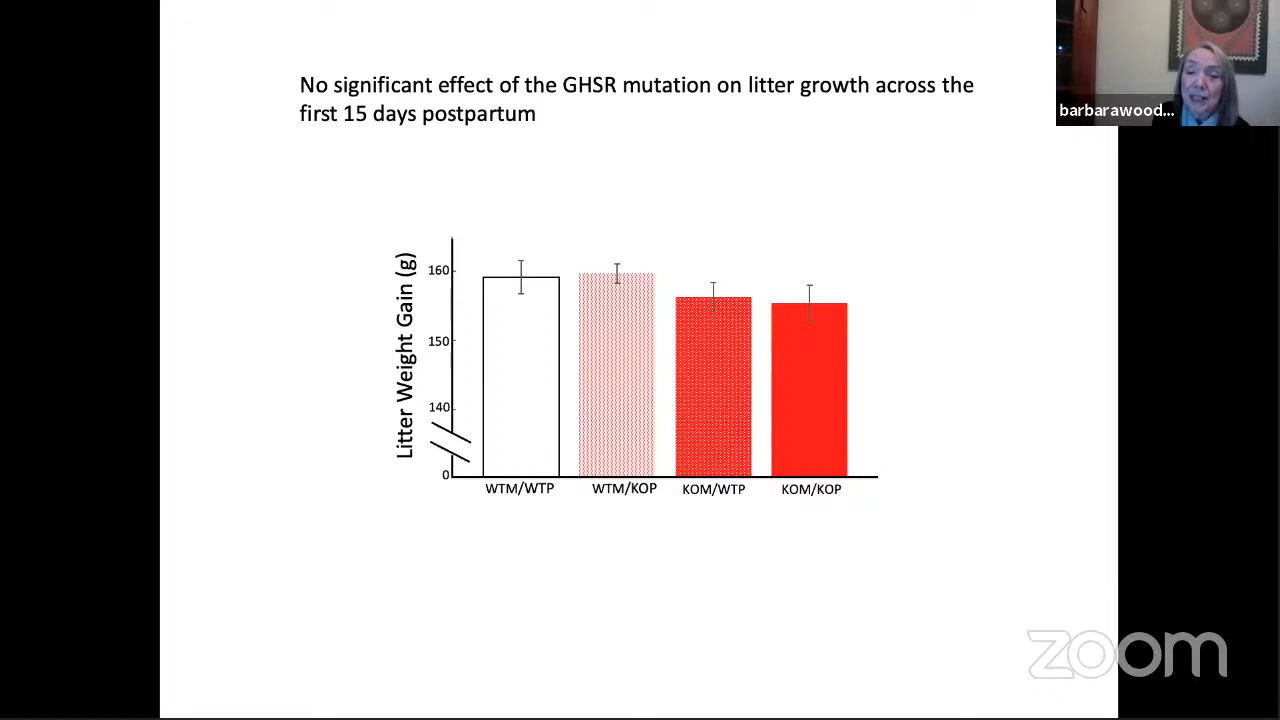 No significant effect of the GHSR mutation on litter growth across the
first 15 days postpartum
barbarawood...
Litter Weight Gain (g)
160
150
140
0
WTM/WTP
WTM/KOP
KOM/WTP
KOM/KOP
zoom